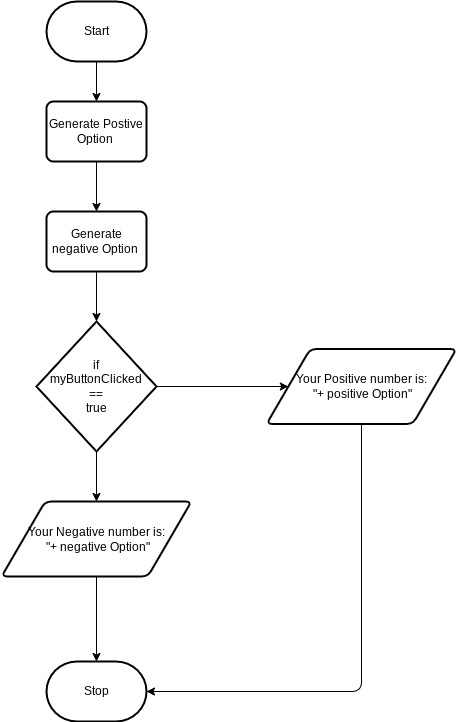 Start
Generate Postive
Option
Generate
negative Option
if
myButtonClicked
==
true
Your Positive number is:
"+ positive Option"
Your Negative number is:
"+ negative Option"
Stop